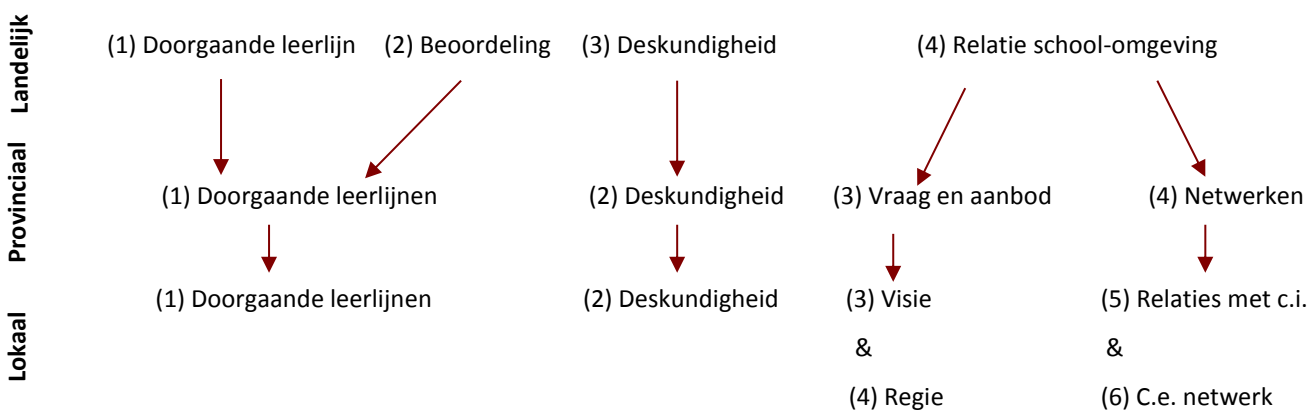 Landelijk
(1) Doorgaande leerlijn (2) Beoordeling (3) Deskundigheid (4) Relatie school-omgeving
Provinciaal
(1) Doorgaande leerlijnen (2) Deskundigheid (3) Vraag en aanbod (4) Netwerken
Lokaal
(1) Doorgaande leerlijnen (2) Deskundigheid (3) Visie (5) Relaties met c.i.
& &
(4) Regie (6) C.e. netwerk